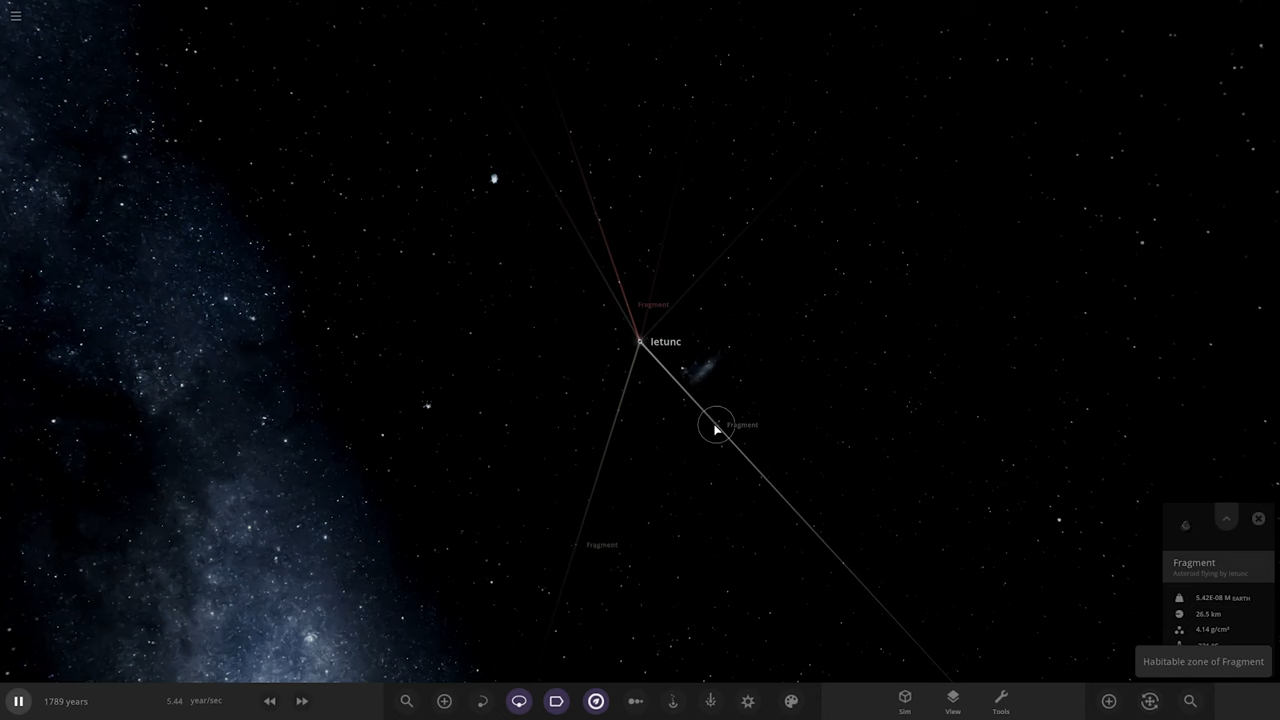 Fragment
Ietunc
Fragment
Fragment
Fragment
Asteroid flying by Ietunc
5.42E-08 M EARTH
26.5 km
4.14 g/cm³
Habitable zone of Fragment
1789 years
5.44 year/sec
Sim
View
Tools